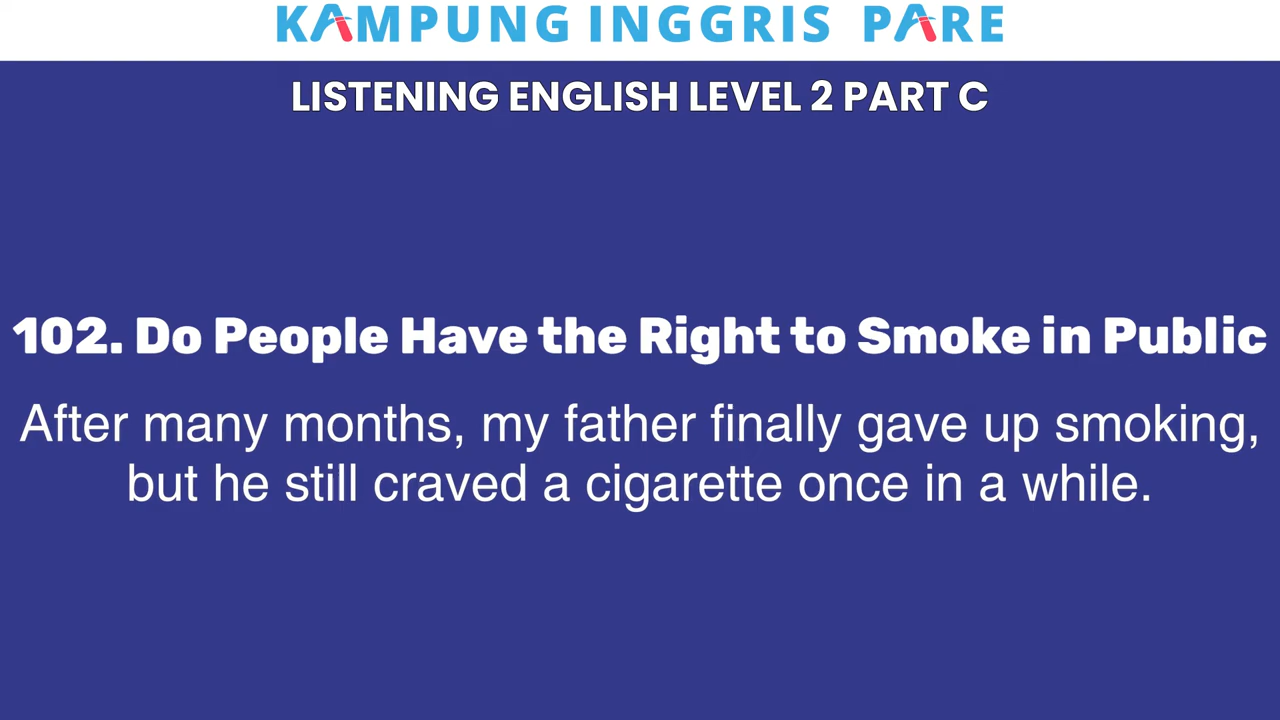 KAMPUNG INGGRIS PARE
LISTENING ENGLISH LEVEL 2 PART C
102. Do People Have the Right to Smoke in Public
After many months, my father finally gave up smoking,
but he still craved a cigarette once in a while.